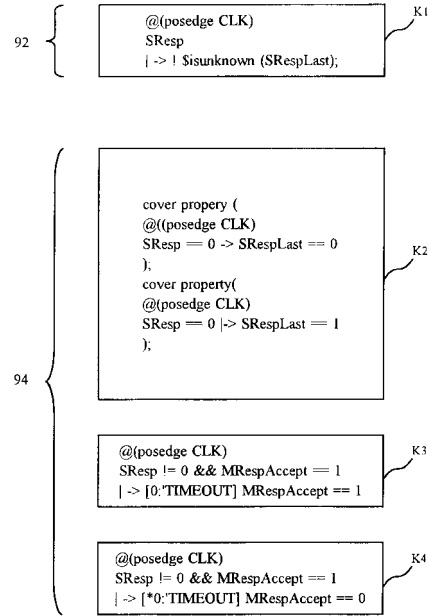 K1
92
@(posedge CLK)
SResp
| -> ! $isunknown (SRespLast);
K2
94
cover propery (
@((posedge CLK)
SResp == 0 -> SRespLast == 0
);
cover property(
@(posedge CLK)
SResp == 0 |-> SRespLast == 1
);
K3
@(posedge CLK)
SResp != 0 && MRespAccept == 1
| -> [0:'TIMEOUT] MRespAccept == 1
K4
@(posedge CLK)
SResp != 0 && MRespAccept == 1
| -> [*0:'TIMEOUT] MRespAccept == 0